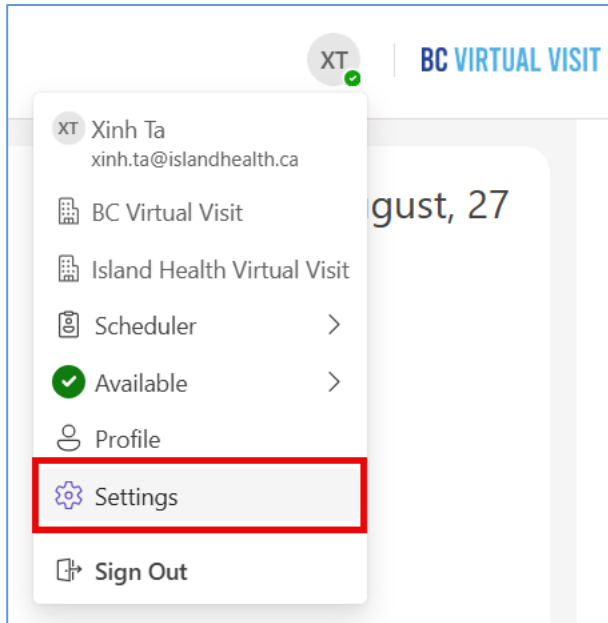 XT
BC VIRTUAL VISIT
XT Xinh Ta
xinh.ta@islandhealth.ca
gust, 27
BC Virtual Visit
Island Health Virtual Visit
Scheduler
Available
Profile
Settings
Sign Out